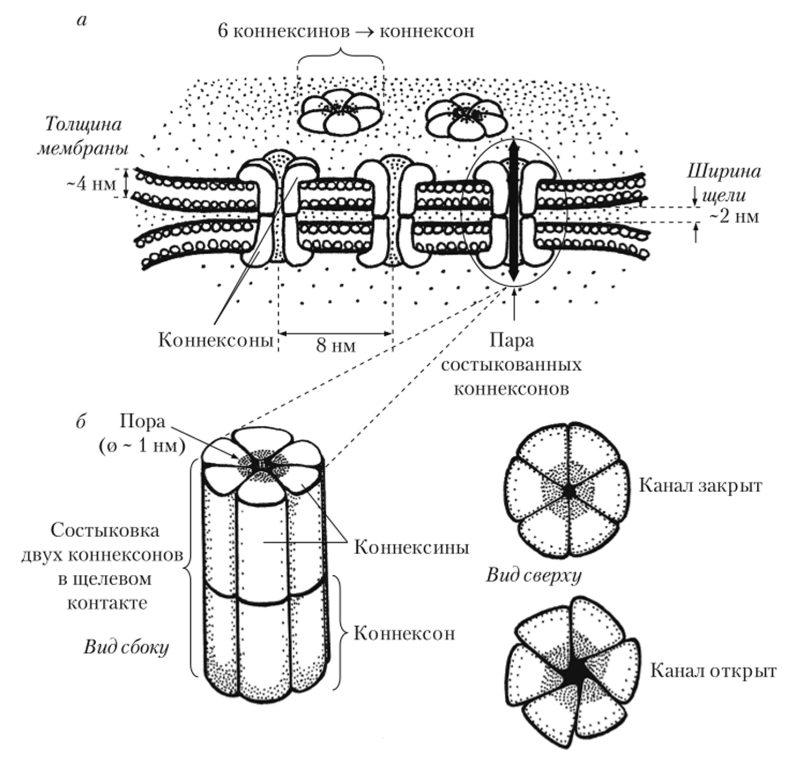 а
6 коннексинов → коннексон
Толщина
мембраны
~4 нм
Ширина
щели
~2 нм
Коннексоны
8 нм
Пара
состыкованных
коннексонов
б
Пора
(ø ~ 1 нм)
Состыковка
двух коннексонов
в щелевом
контакте
Вид сбоку
Коннексины
Коннексон
Канал закрыт
Вид сверху
Канал открыт